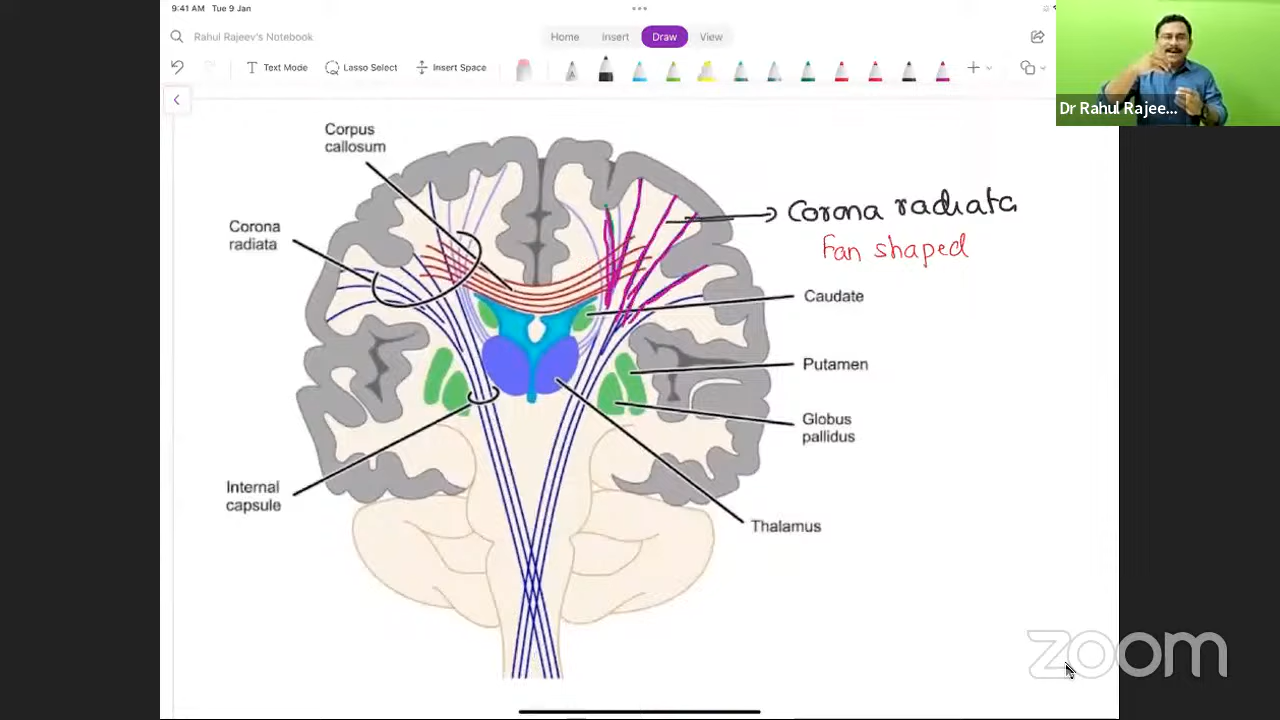 9:41 AM Tue 9 Jan
Rahul Rajeev's Notebook
Home Insert Draw View
Text Mode Lasso Select Insert Space
Dr Rahul Rajee...
Corpus
callosum
Corona
radiata
Corona radiata
Fan shaped
Caudate
Putamen
Globus
pallidus
Internal
capsule
Thalamus
zoom